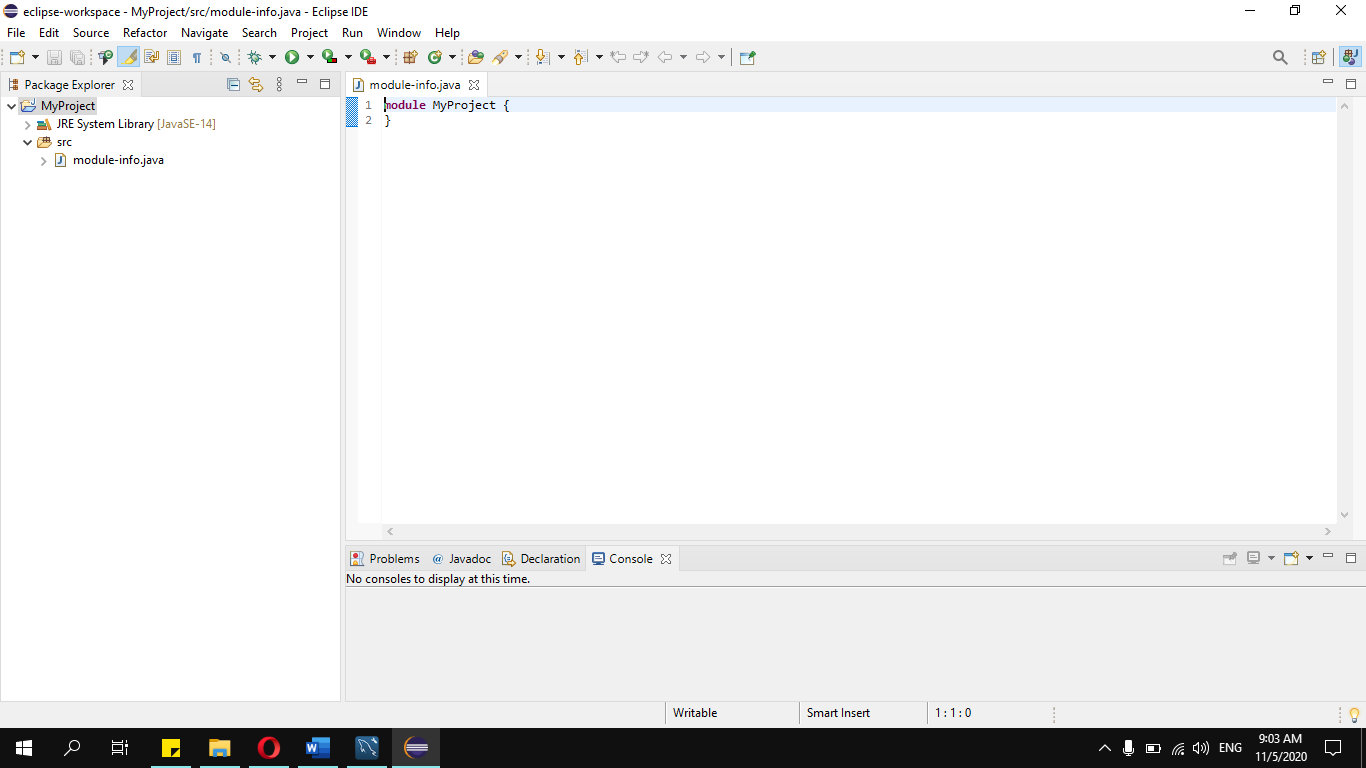 eclipse-workspace - MyProject/src/module-info.java - Eclipse IDE
File Edit Source Refactor Navigate Search Project Run Window Help
Package Explorer
module-info.java
MyProject
JRE System Library [JavaSE-14]
src
module-info.java
1 module MyProject {
2 }
Problems @ Javadoc Declaration Console
No consoles to display at this time.
Writable Smart Insert 1 : 1 : 0
ENG 9:03 AM
11/5/2020